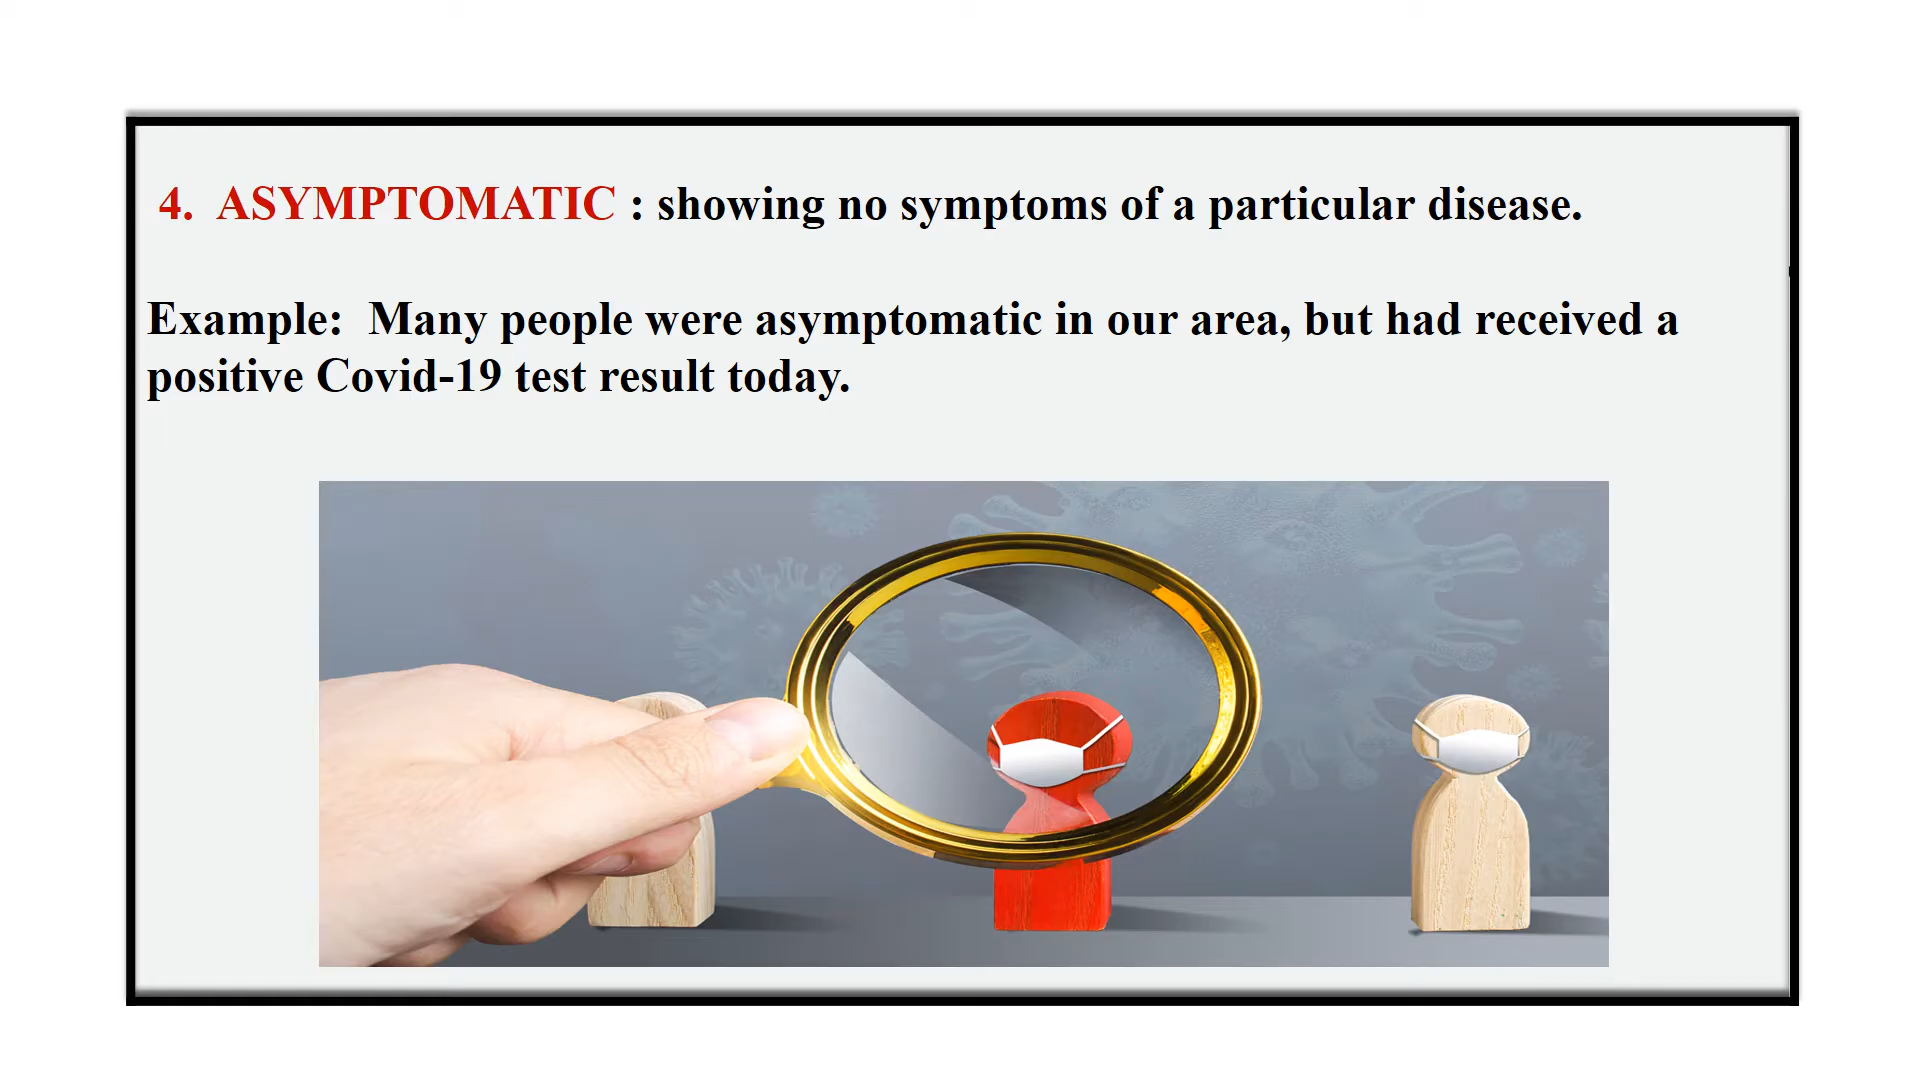 4. ASYMPTOMATIC : showing no symptoms of a particular disease.
Example: Many people were asymptomatic in our area, but had received a
positive Covid-19 test result today.